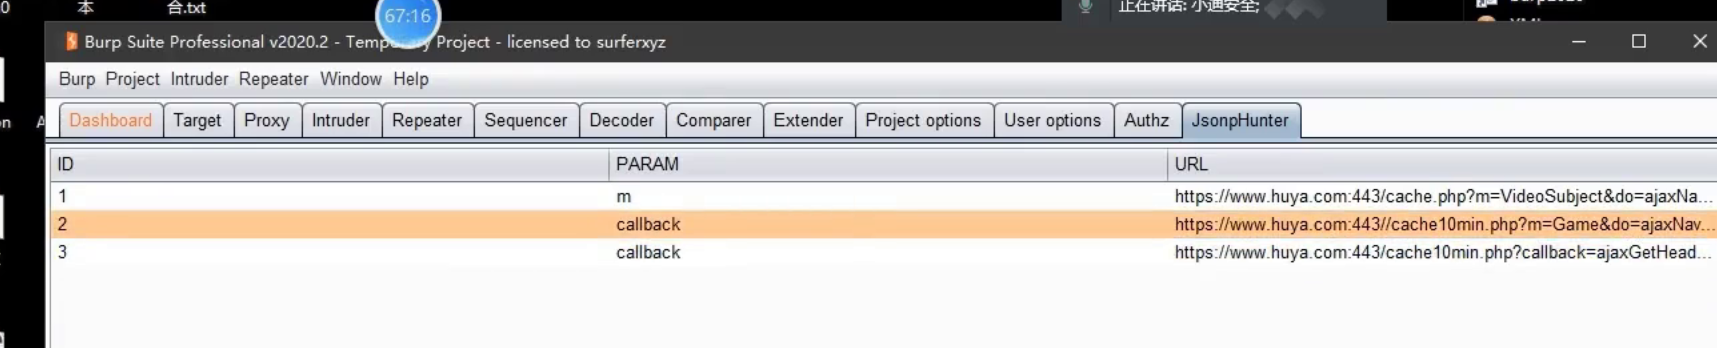 本
合.txt
67:16
正在讲话: 小迪安全;
Burp Suite Professional v2020.2 - Temp Project - licensed to surferxyz
Burp Project Intruder Repeater Window Help
on
A
Dashboard Target Proxy Intruder Repeater Sequencer Decoder Comparer Extender Project options User options Authz JsonpHunter
ID PARAM URL
1 m https://www.huya.com:443/cache.php?m=VideoSubject&do=ajaxNa...
2 callback https://www.huya.com:443//cache10min.php?m=Game&do=ajaxNav...
3 callback https://www.huya.com:443/cache10min.php?callback=ajaxGetHead...